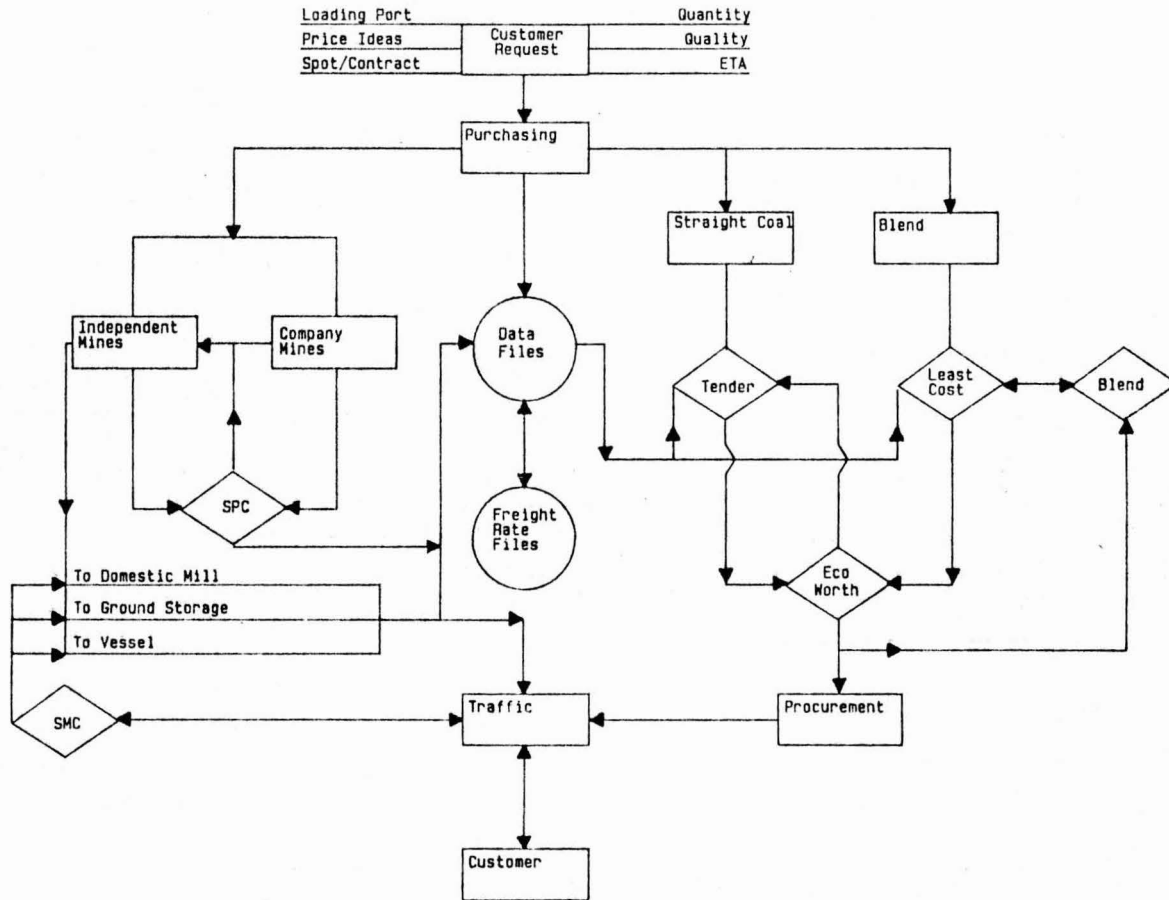 Loading Port
Quantity
Price Ideas
Customer
Request
Quality
Spot/Contract
ETA
Purchasing
Straight Coal
Blend
Independent
Mines
Company
Mines
Data
Files
Tender
Least
Cost
Blend
SPC
Freight
Rate
Files
To Domestic Mill
Eco
Worth
To Ground Storage
To Vessel
SMC
Traffic
Procurement
Customer